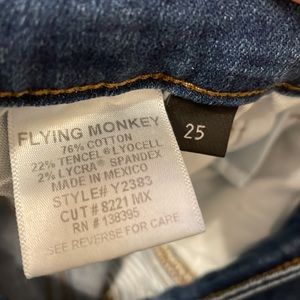 FLYING MONKEY
76% COTTON
22% TENCEL® LYOCELL
2% LYCRA® SPANDEX
MADE IN MEXICO
STYLE# Y2383
CUT # 8221 MX
RN # 138395
SEE REVERSE FOR CARE
25